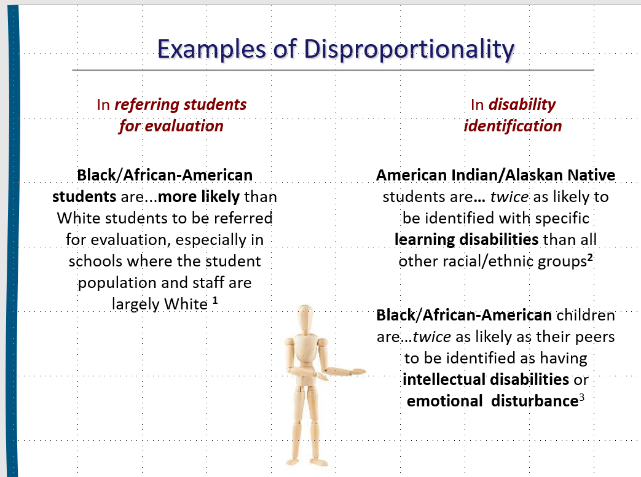 Examples of Disproportionality
In referring students
for evaluation
Black/African-American
students are...more likely than
White students to be referred
for evaluation, especially in
schools where the student
population and staff are
largely White 1
In disability
identification
American Indian/Alaskan Native
students are... twice as likely to
be identified with specific
learning disabilities than all
other racial/ethnic groups2
Black/African-American children
are...twice as likely as their peers
to be identified as having
intellectual disabilities or
emotional disturbance3